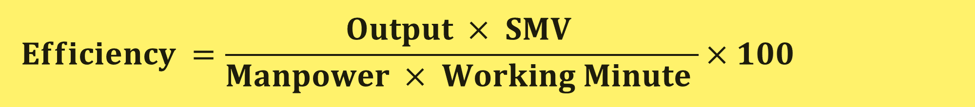 Efficiency = Output × SMV / Manpower × Working Minute × 100